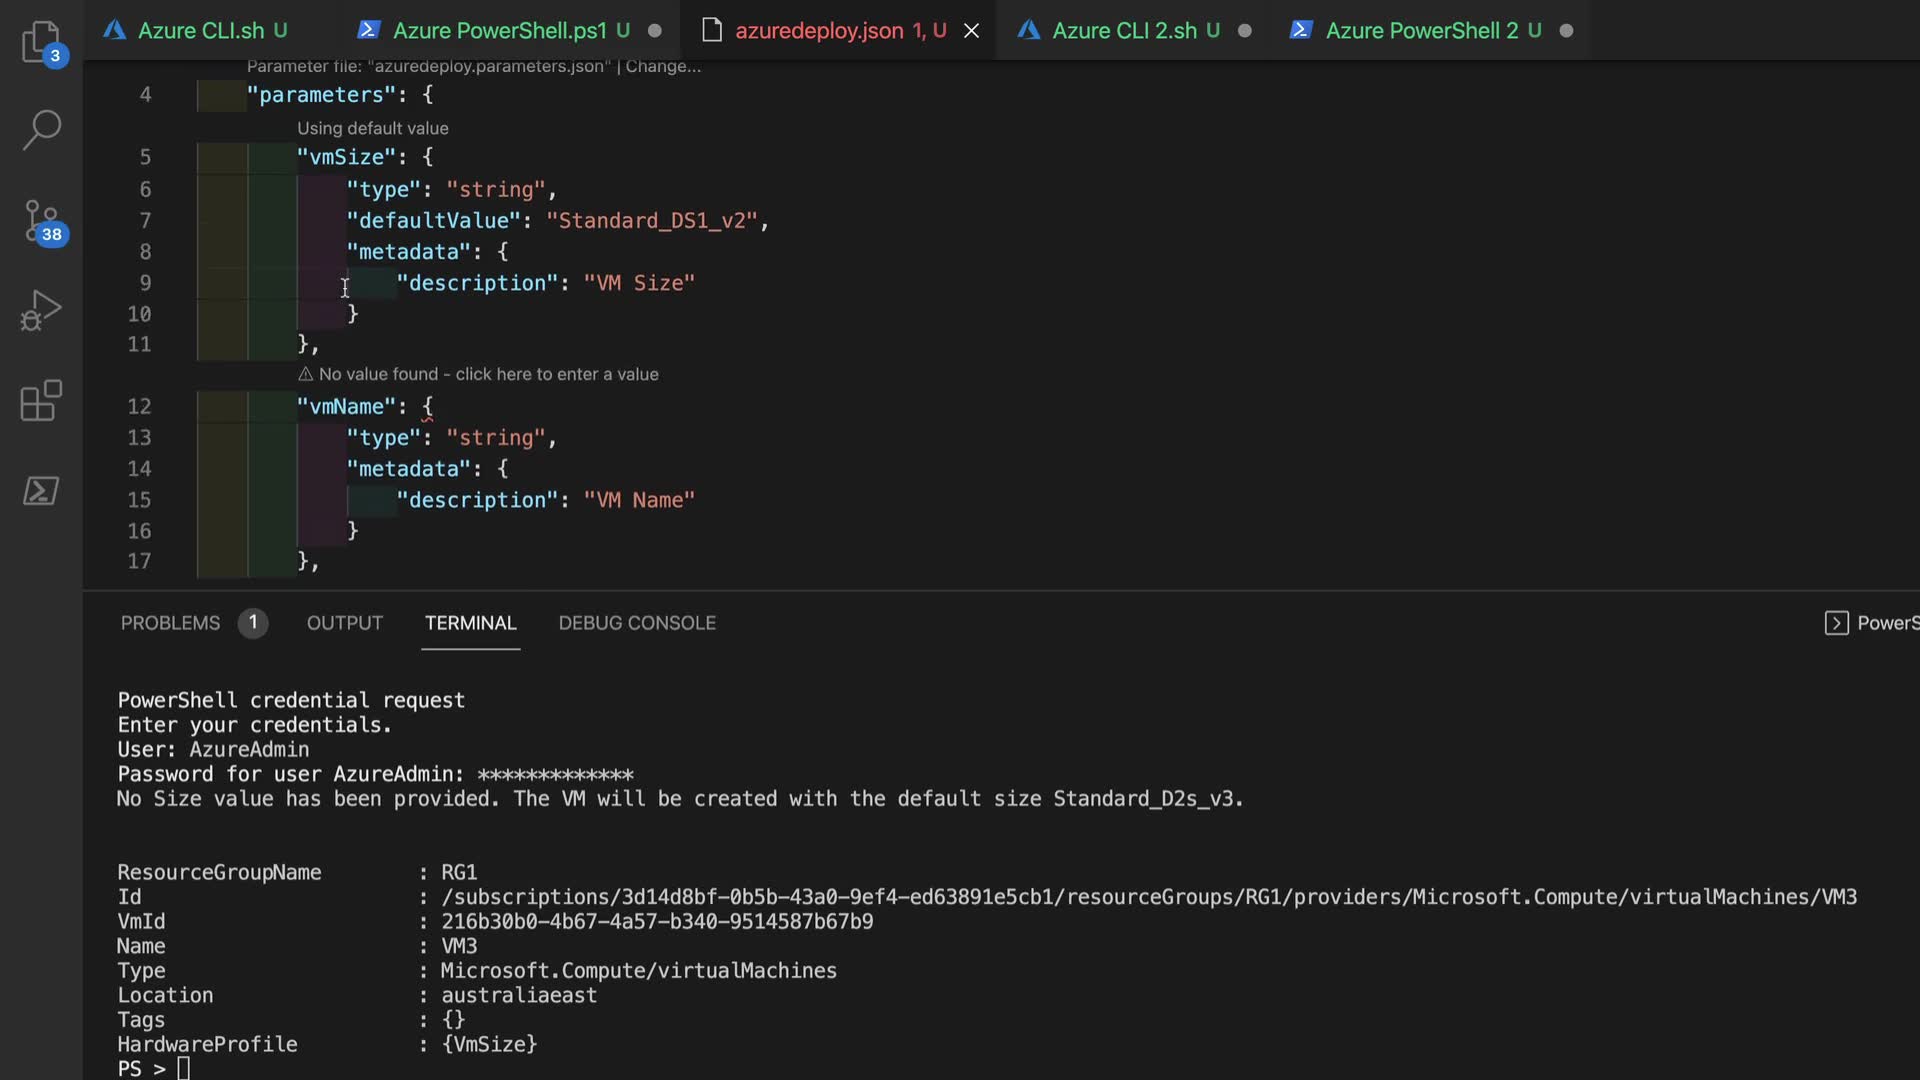 3
Azure CLI.sh U
Azure PowerShell.ps1 U
azuredeploy.json 1, U
Azure CLI 2.sh U
Azure PowerShell 2 U
38
Parameter file: "azuredeploy.parameters.json" | Change...
4 "parameters": {
Using default value
5 "vmSize": {
6 "type": "string",
7 "defaultValue": "Standard_DS1_v2",
8 "metadata": {
9 "description": "VM Size"
10 }
11 },
⚠ No value found - click here to enter a value
12 "vmName": {
13 "type": "string",
14 "metadata": {
15 "description": "VM Name"
16 }
17 },
PROBLEMS 1 OUTPUT TERMINAL DEBUG CONSOLE PowerS
PowerShell credential request
Enter your credentials.
User: AzureAdmin
Password for user AzureAdmin: *************
No Size value has been provided. The VM will be created with the default size Standard_D2s_v3.
ResourceGroupName : RG1
Id : /subscriptions/3d14d8bf-0b5b-43a0-9ef4-ed63891e5cb1/resourceGroups/RG1/providers/Microsoft.Compute/virtualMachines/VM3
VmId : 216b30b0-4b67-4a57-b340-9514587b67b9
Name : VM3
Type : Microsoft.Compute/virtualMachines
Location : australiaeast
Tags : {}
HardwareProfile : {VmSize}
PS >